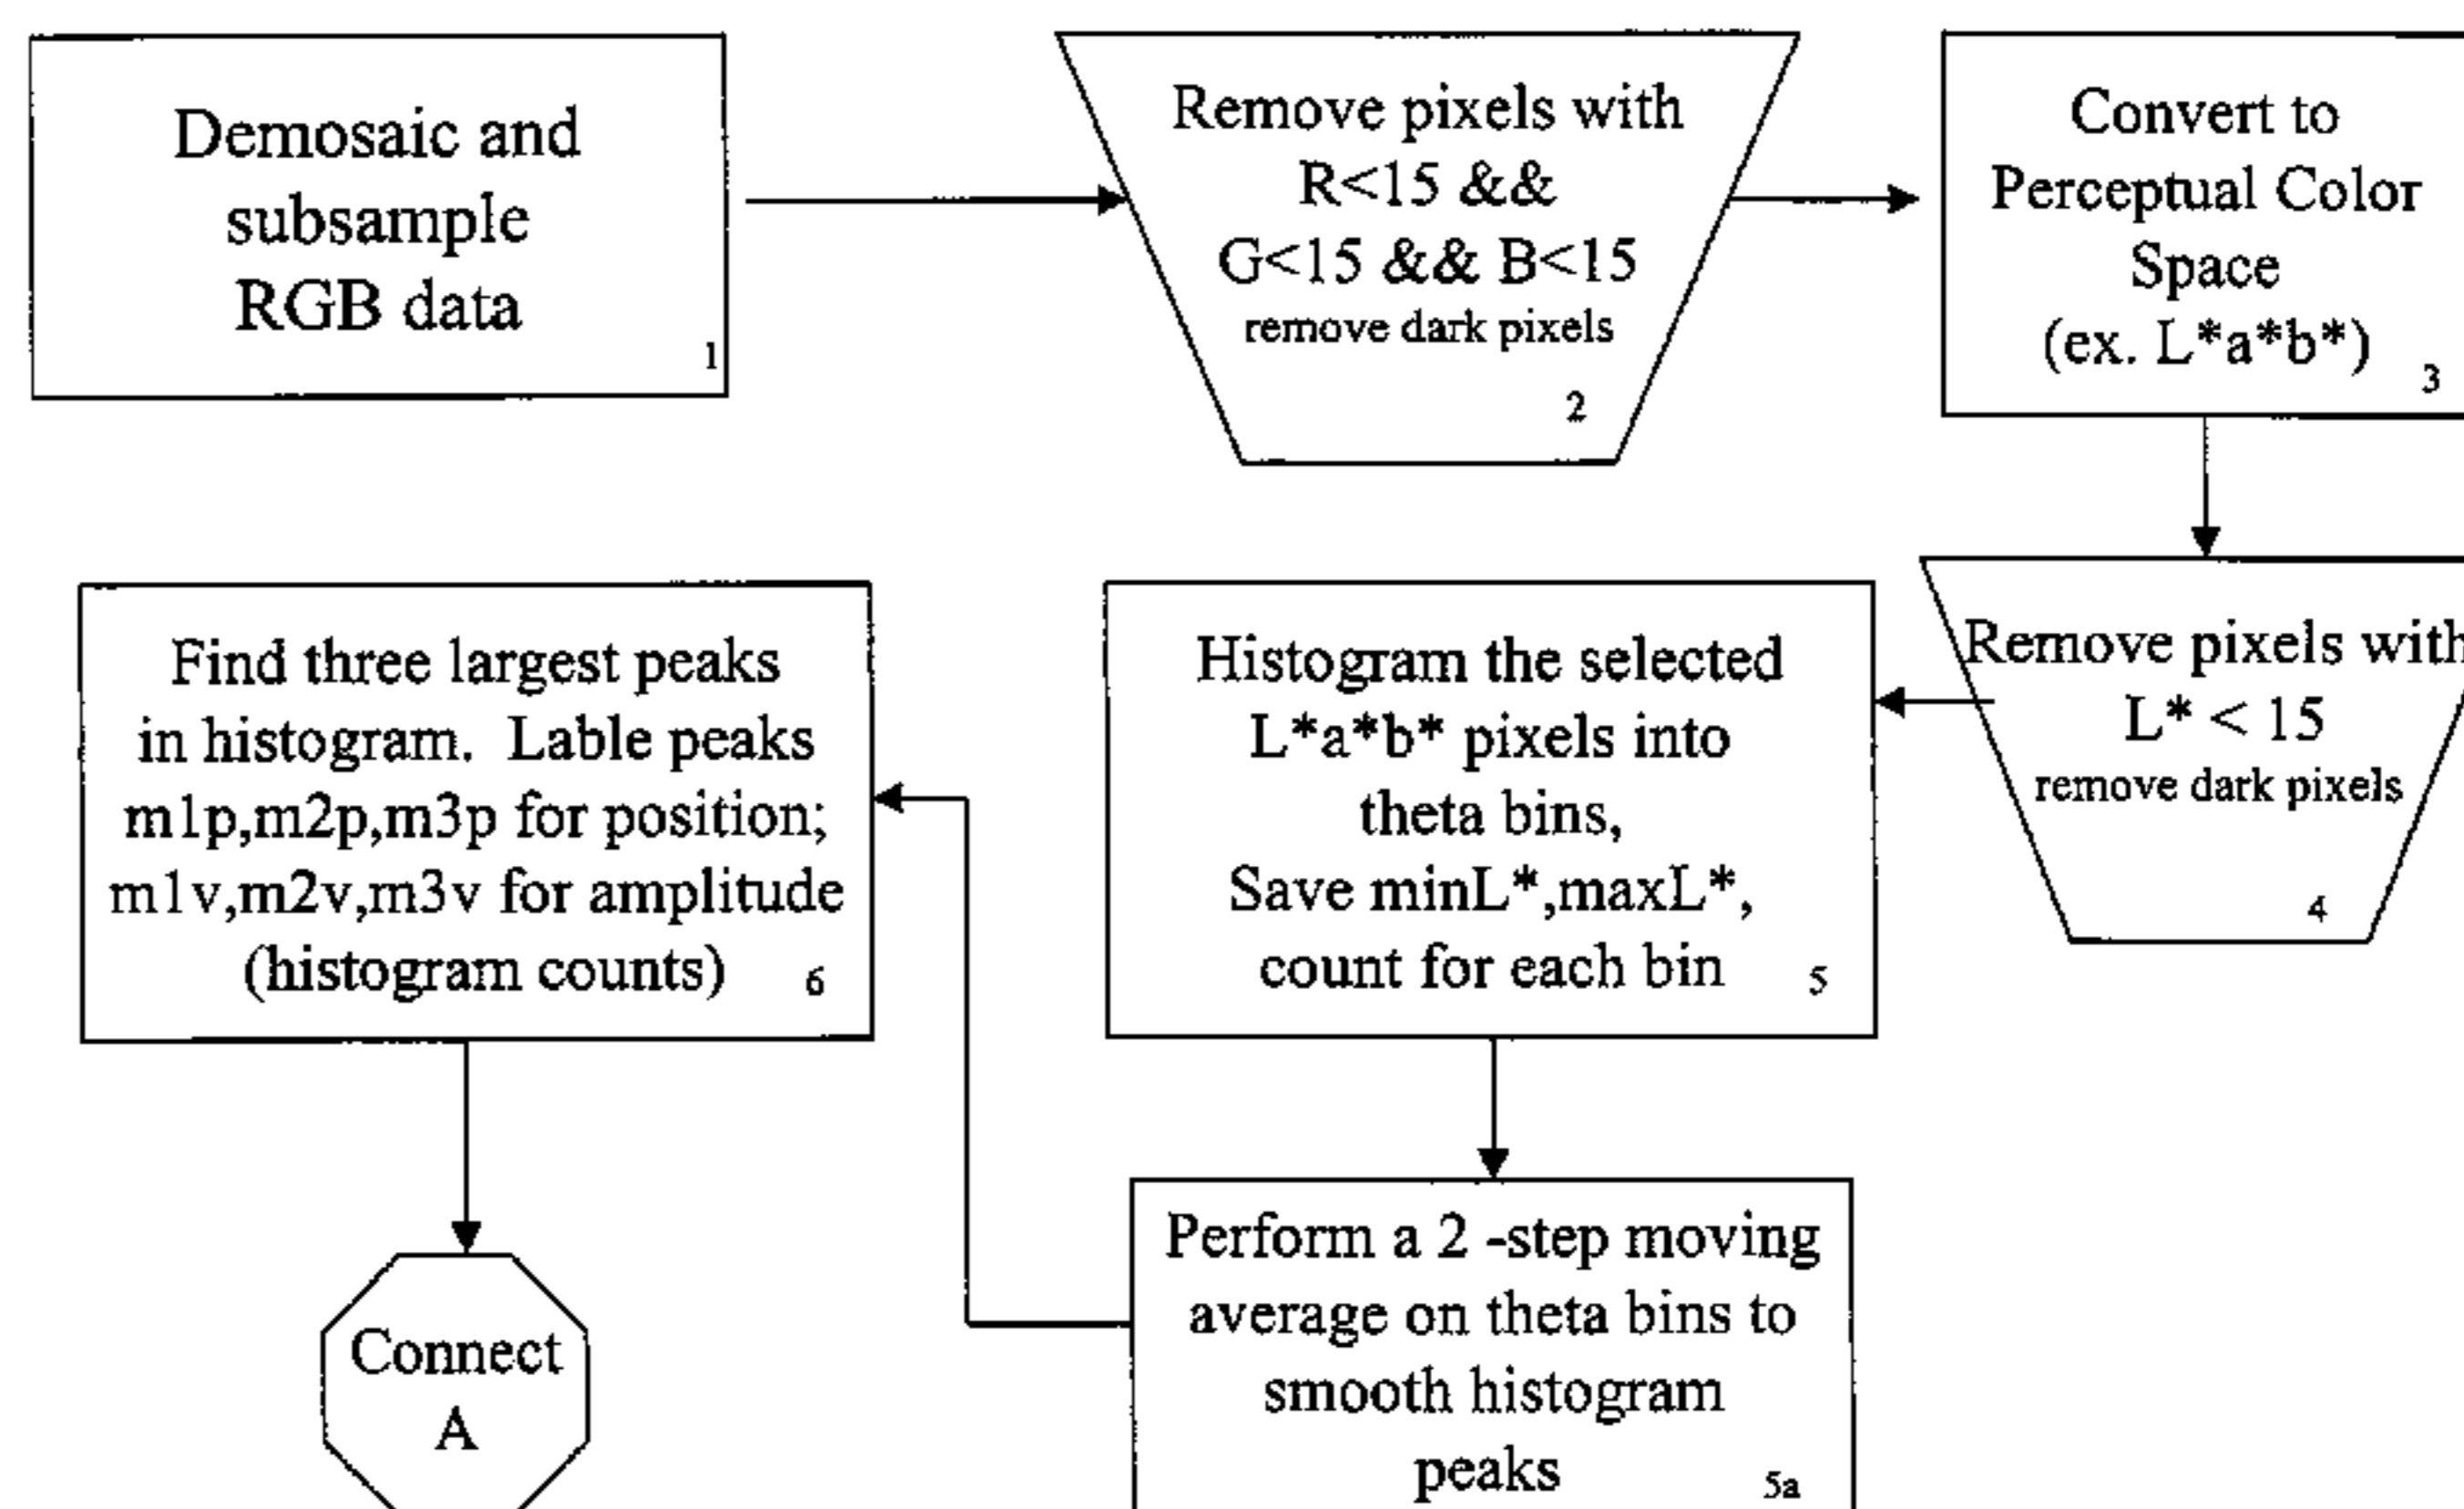 Demosaic and
subsample
RGB data
1
Remove pixels with
R<15 &&
G<15 && B<15
remove dark pixels
2
Convert to
Perceptual Color
Space
(ex. L*a*b*)
3
Remove pixels with
L* < 15
remove dark pixels
4
Histogram the selected
L*a*b* pixels into
theta bins,
Save minL*,maxL*,
count for each bin
5
Perform a 2 -step moving
average on theta bins to
smooth histogram
peaks
5a
Find three largest peaks
in histogram.  Lable peaks
m1p,m2p,m3p for position;
m1v,m2v,m3v for amplitude
(histogram counts)
6
Connect
A